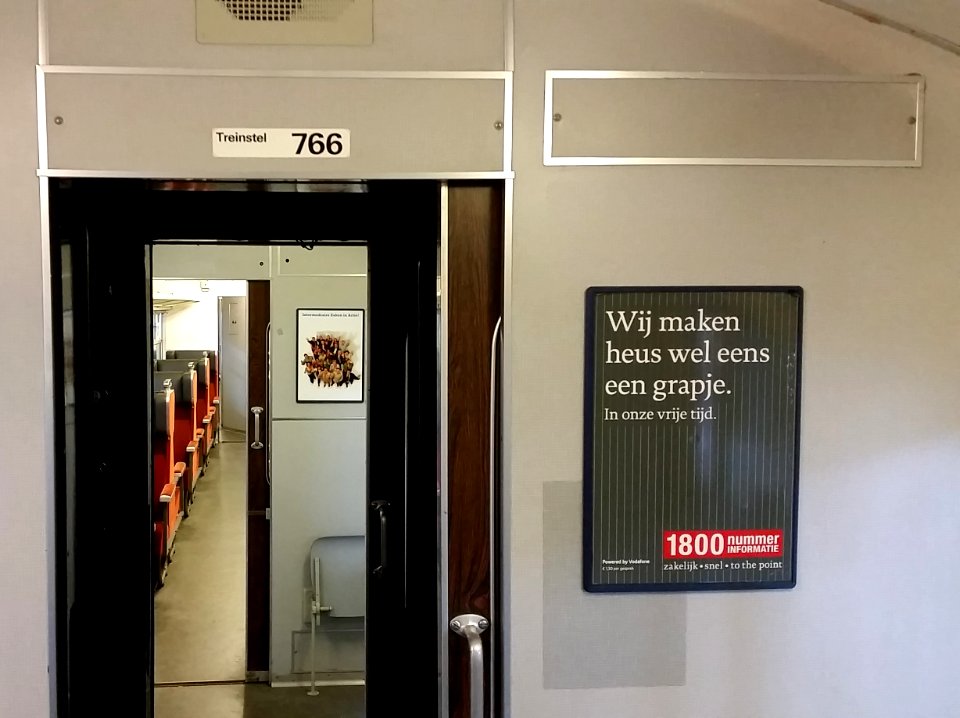 Treinstel 766
Wij maken
heus wel eens
een grapje.
In onze vrije tijd.
1800 nummer
INFORMATIE
Powered by Vodafone
zakelijk • snel • to the point